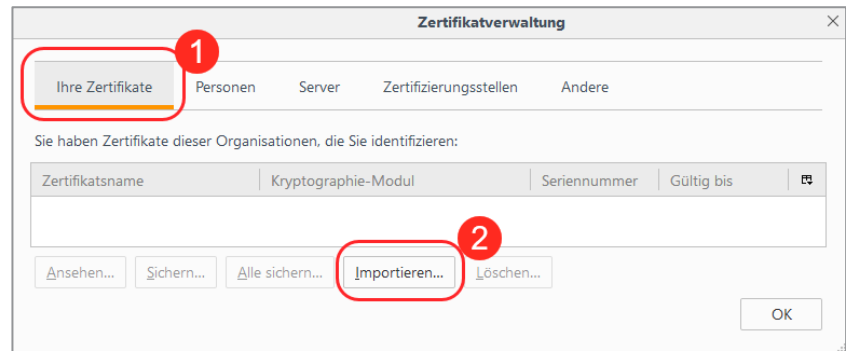 Zertifikatverwaltung
1
Ihre Zertifikate Personen Server Zertifizierungsstellen Andere
Sie haben Zertifikate dieser Organisationen, die Sie identifizieren:
Zertifikatsname Kryptographie-Modul Seriennummer Gültig bis
2
Ansehen... Sichern... Alle sichern... Importieren... Löschen...
OK